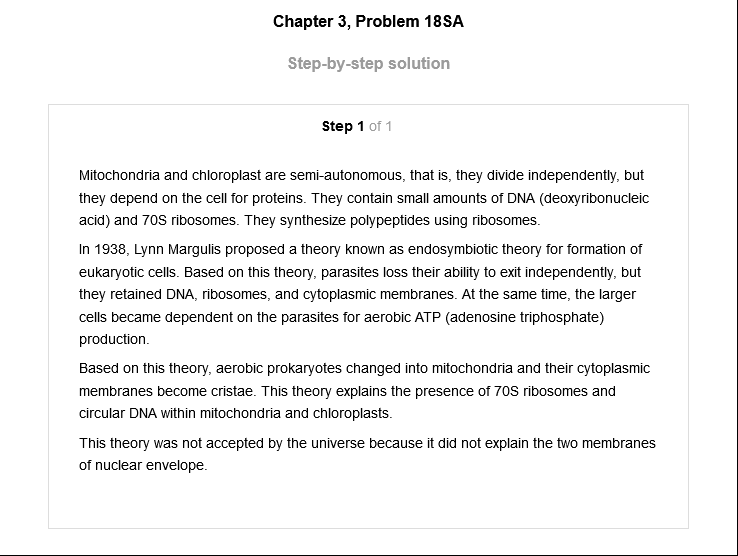 Chapter 3, Problem 18SA
Step-by-step solution
Step 1 of 1
Mitochondria and chloroplast are semi-autonomous, that is, they divide independently, but
they depend on the cell for proteins. They contain small amounts of DNA (deoxyribonucleic
acid) and 70S ribosomes. They synthesize polypeptides using ribosomes.
In 1938, Lynn Margulis proposed a theory known as endosymbiotic theory for formation of
eukaryotic cells. Based on this theory, parasites loss their ability to exit independently, but
they retained DNA, ribosomes, and cytoplasmic membranes. At the same time, the larger
cells became dependent on the parasites for aerobic ATP (adenosine triphosphate)
production.
Based on this theory, aerobic prokaryotes changed into mitochondria and their cytoplasmic
membranes become cristae. This theory explains the presence of 70S ribosomes and
circular DNA within mitochondria and chloroplasts.
This theory was not accepted by the universe because it did not explain the two membranes
of nuclear envelope.